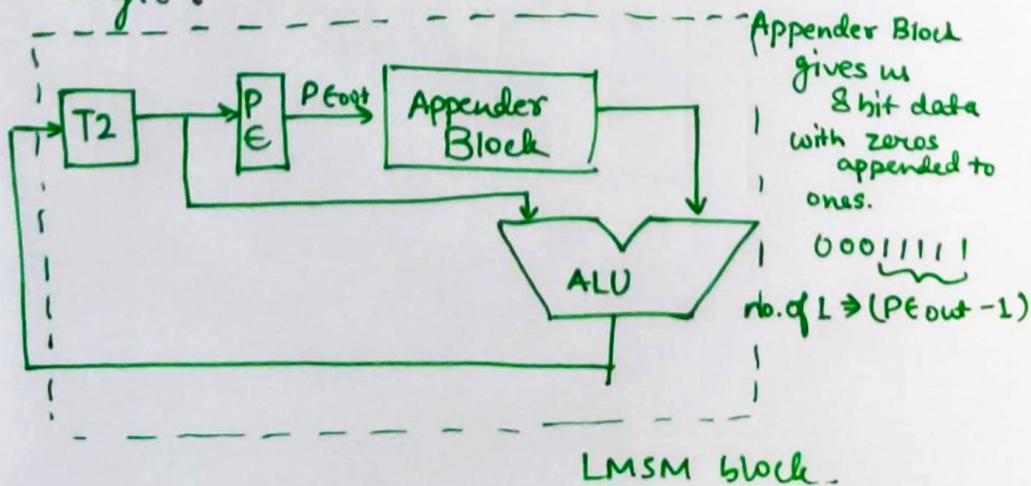 T2
P
E
PEout
Appender
Block
ALU
Appender Block
gives us
8 bit data
with zeros
appended to
ones.
00011111
no. of 1 ⇒ (PEout -1)
LMSM block.